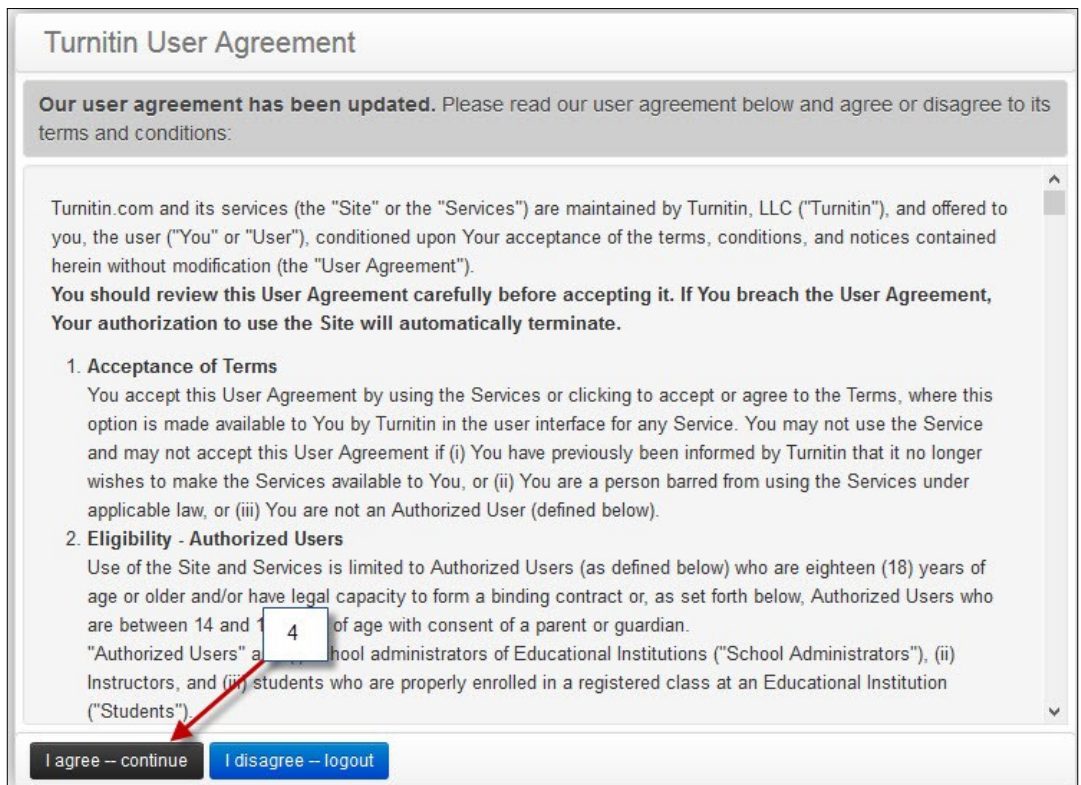 Turnitin User Agreement
Our user agreement has been updated. Please read our user agreement below and agree or disagree to its
terms and conditions:
Turnitin.com and its services (the "Site" or the "Services") are maintained by Turnitin, LLC ("Turnitin"), and offered to
you, the user ("You" or "User"), conditioned upon Your acceptance of the terms, conditions, and notices contained
herein without modification (the "User Agreement").
You should review this User Agreement carefully before accepting it. If You breach the User Agreement,
Your authorization to use the Site will automatically terminate.
1. Acceptance of Terms
You accept this User Agreement by using the Services or clicking to accept or agree to the Terms, where this
option is made available to You by Turnitin in the user interface for any Service. You may not use the Service
and may not accept this User Agreement if (i) You have previously been informed by Turnitin that it no longer
wishes to make the Services available to You, or (ii) You are a person barred from using the Services under
applicable law, or (iii) You are not an Authorized User (defined below).
2. Eligibility - Authorized Users
Use of the Site and Services is limited to Authorized Users (as defined below) who are eighteen (18) years of
age or older and/or have legal capacity to form a binding contract or, as set forth below, Authorized Users who
are between 14 and of age with consent of a parent or guardian.
4
"Authorized Users" administrators of Educational Institutions ("School Administrators"), (ii)
Instructors, and (iii) students who are properly enrolled in a registered class at an Educational Institution
("Students").
I agree -- continue I disagree -- logout